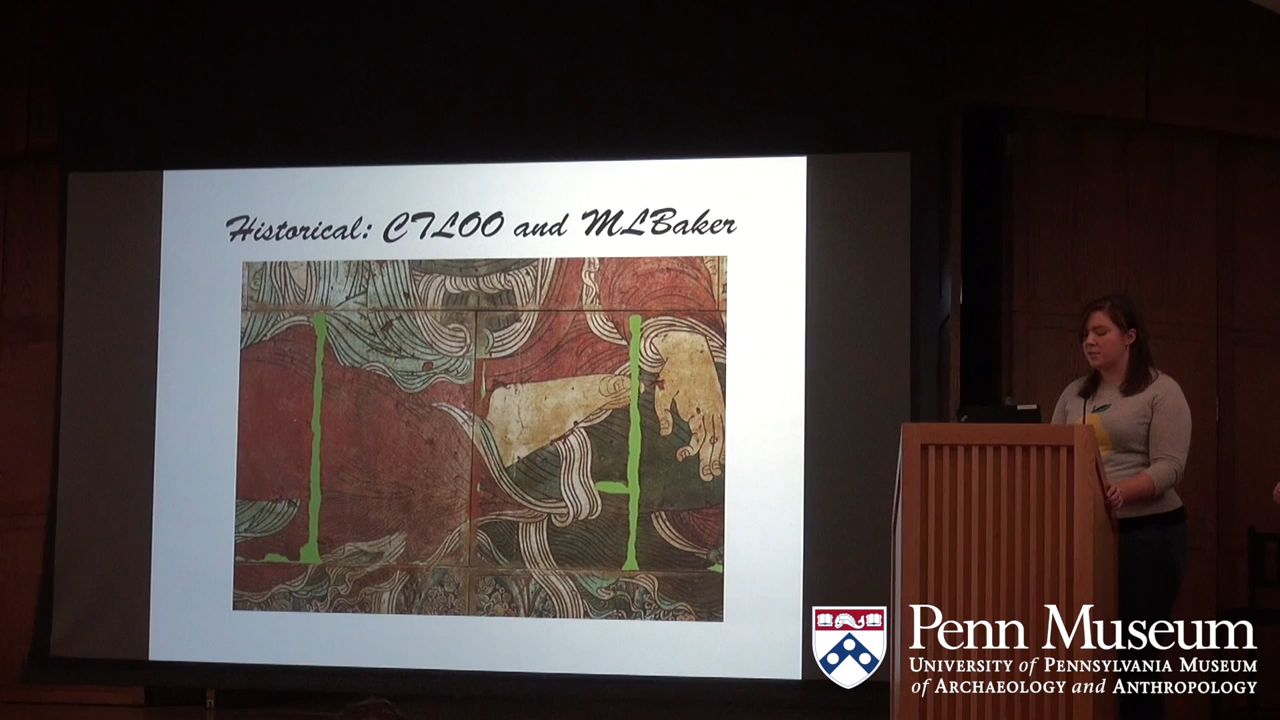 Historical: CTLOO and MLBaker
Penn Museum
University of Pennsylvania Museum
of Archaeology and Anthropology